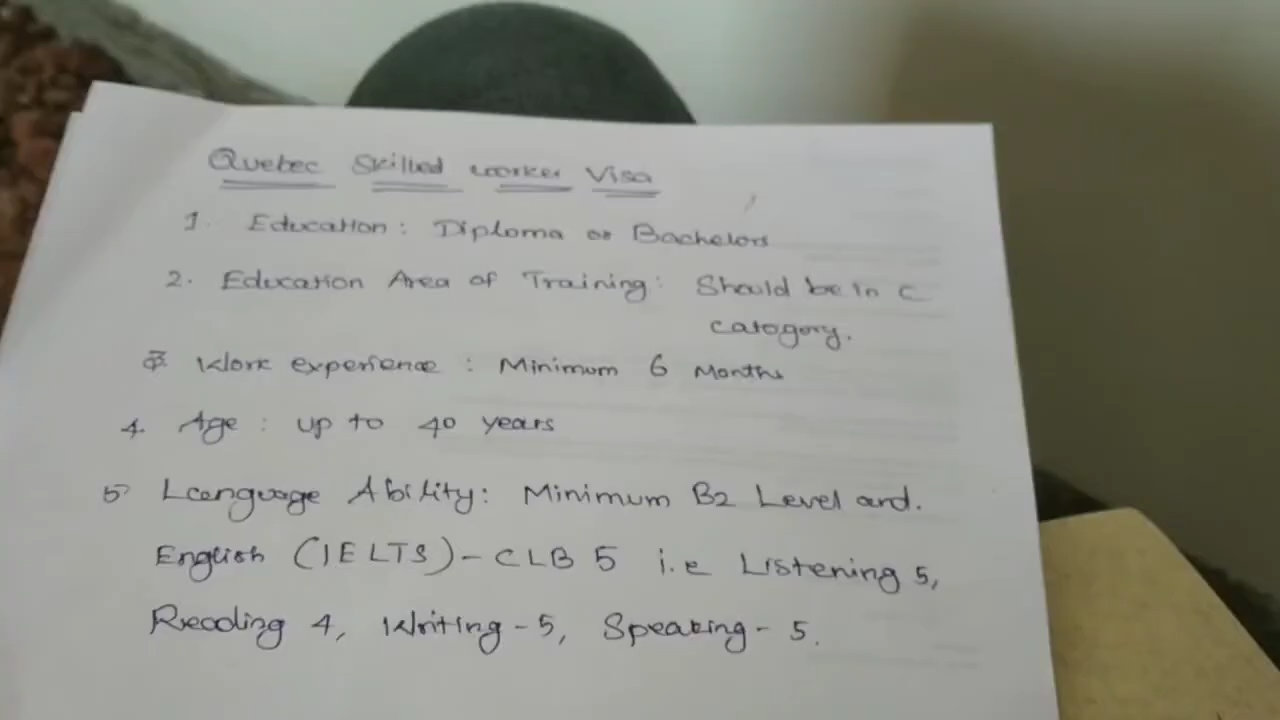 Quebec Skilled worker Visa
1. Education: Diploma or Bachelors
2. Education Area of Training: Should be in C
category.
3 Work experience : Minimum 6 Months
4. Age : up to 40 years
5 Language Ability: Minimum B2 Level and.
English (IELTS) - CLB 5 i.e Listening 5,
Reading 4, Writing - 5, Speaking - 5.